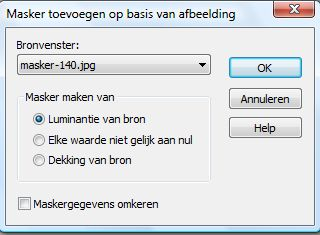 Masker toevoegen op basis van afbeelding
Bronvenster:
masker-140.jpg
OK
Masker maken van
Annuleren
Luminantie van bron
Help
Elke waarde niet gelijk aan nul
Dekking van bron
Maskergegevens omkeren